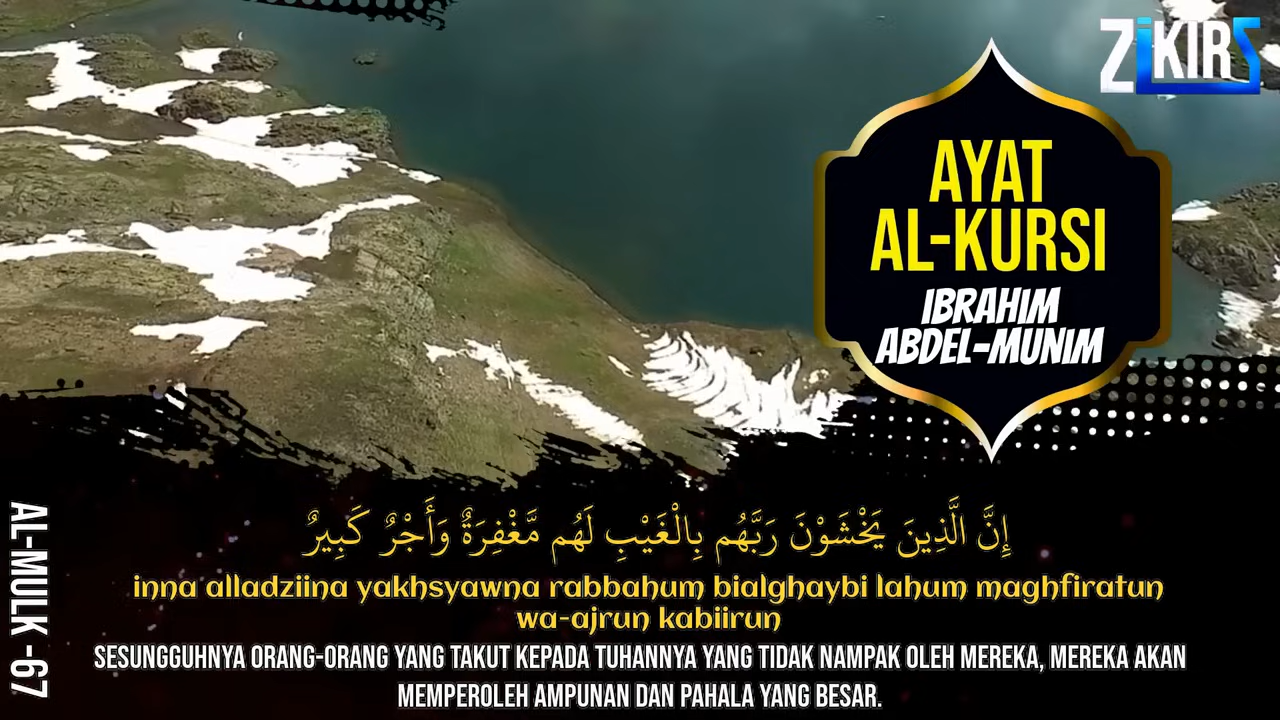 ZIKIRS
AYAT
AL-KURSI
IBRAHIM
ABDEL-MUNIM
AL-MULK -67
إِنَّ الَّذِينَ يَخْشَوْنَ رَبَّهُم بِالْغَيْبِ لَهُم مَّغْفِرَةٌ وَأَجْرٌ كَبِيرٌ
inna alladziina yakhsyawna rabbahum bialghaybi lahum maghfiratun
wa-ajrun kabiirun
SESUNGGUHNYA ORANG-ORANG YANG TAKUT KEPADA TUHANNYA YANG TIDAK NAMPAK OLEH MEREKA, MEREKA AKAN
MEMPEROLEH AMPUNAN DAN PAHALA YANG BESAR.